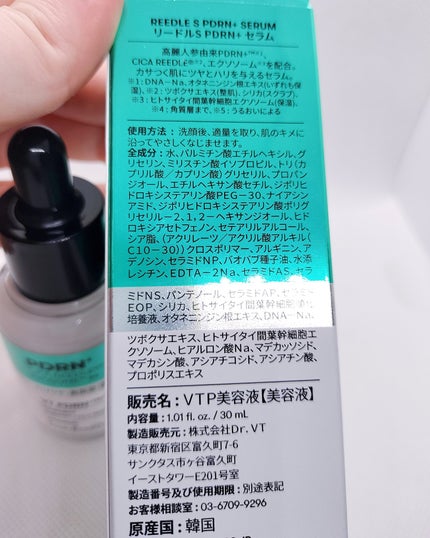 REEDLE S PDRN+ SERUM
リードルS PDRN+ セラム
高麗人参由来PDRN+™※1、
CICA REEDLE®※2、エクソソーム※3を配合。
カサつく肌にツヤとハリを与えるセラム。
※1:DNA-Na、オタネニンジン根エキス(いずれも保
湿)、※2:ツボクサエキス(整肌)、シリカ(スクラブ)、
※3:ヒトサイタイ間葉幹細胞エクソソーム(保湿)、
※4:角質層まで、※5:うるおいによる
使用方法:洗顔後、適量を取り、肌のキメに
沿ってやさしくなじませます。
全成分:水、パルミチン酸エチルヘキシル、グ
リセリン、ミリスチン酸イソプロピル、トリ(カ
プリル酸/カプリン酸)グリセリル、プロパン
ジオール、エチルヘキサン酸セチル、ジポリヒ
ドロキシステアリン酸PEG-30、ナイアシン
アミド、ジポリヒドロキシステアリン酸ポリグ
リセリル-2、1,2-ヘキサンジオール、ヒド
ロキシアセトフェノン、セテアリルアルコール、
シア脂、(アクリレーツ/アクリル酸アルキル(
C10-30))クロスポリマー、アルギニン、ア
デノシン、セラミドNP、バオバブ種子油、水添
レシチン、EDTA-2Na、セラミドAS、セラ
ミドNS、パンテノール、セラミドAP、セラミド
EOP、シリカ、ヒトサイタイ間葉幹細胞順化
培養液、オタネニンジン根エキス、DNA-Na、
ツボクサエキス、ヒトサイタイ間葉幹細胞エ
クソソーム、ヒアルロン酸Na、マデカッソシド、
マデカシン酸、アシアチコシド、アシアチン酸、
プロポリスエキス
販売名:VTP美容液【美容液】
内容量:1.01 fl. oz. / 30 mL
製造販売元:株式会社Dr. VT
東京都新宿区富久町7-6
サンクタス市ヶ谷富久町
イーストタワーE201号室
製造番号及び使用期限:別途表記
お客様相談室:03-6709-9296
原産国:韓国
PDRN+